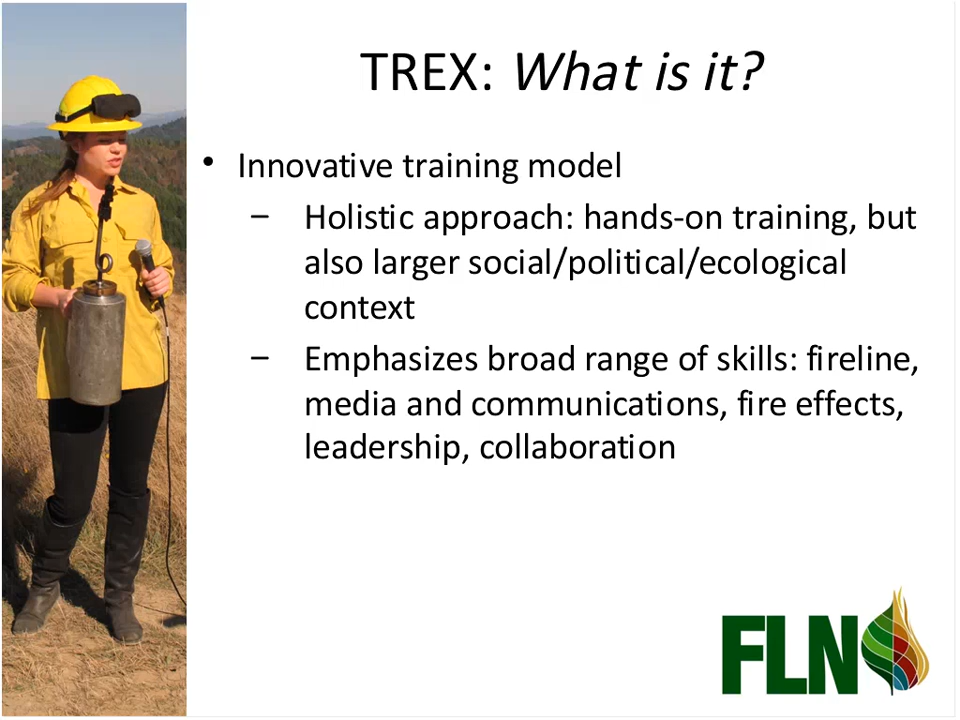 TREX: What is it?
• Innovative training model
– Holistic approach: hands-on training, but
also larger social/political/ecological
context
– Emphasizes broad range of skills: fireline,
media and communications, fire effects,
leadership, collaboration
FLN